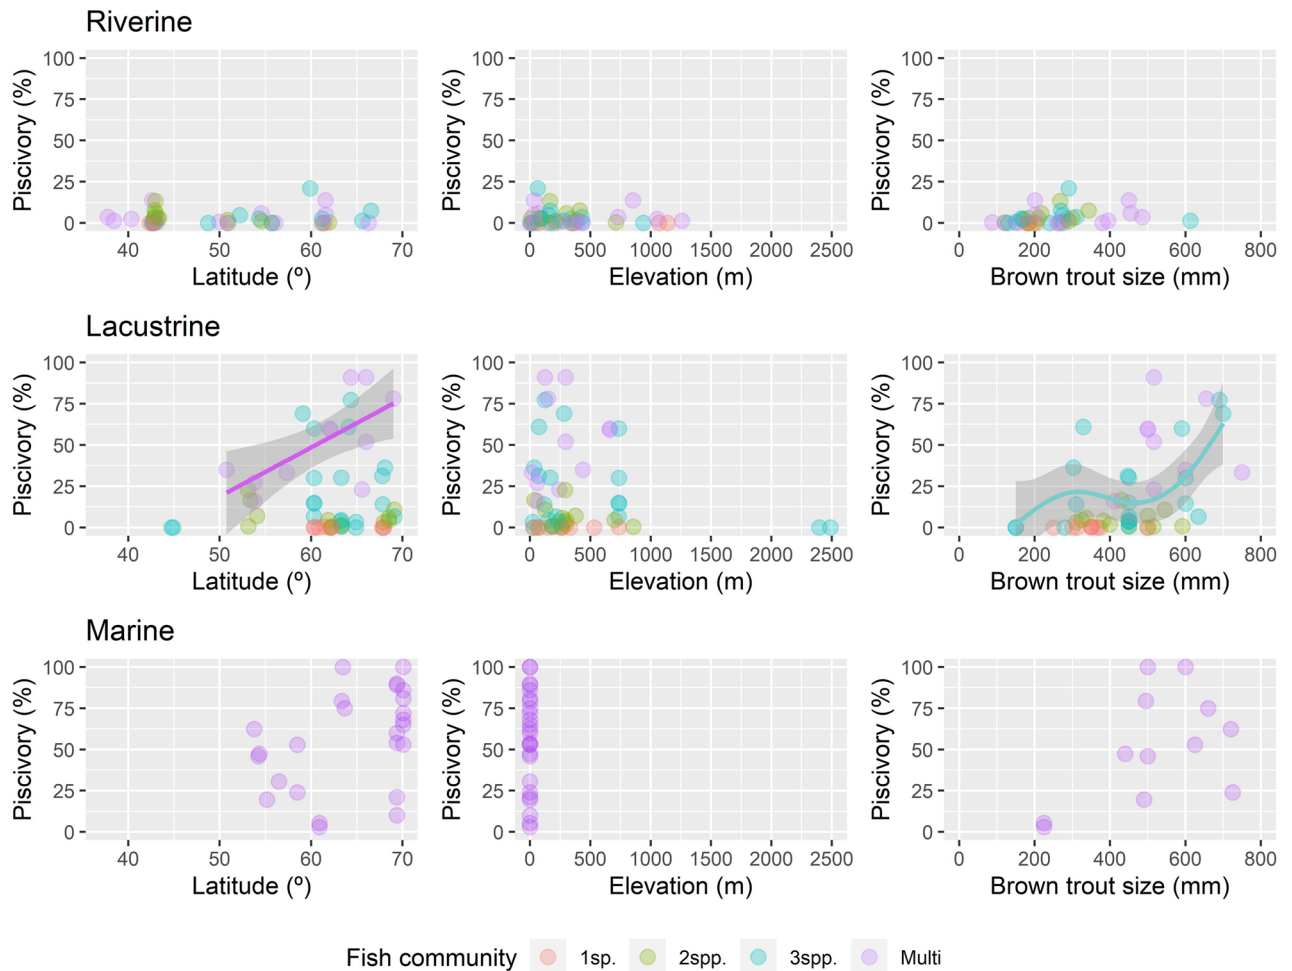 Riverine
Piscivory (%)
100
75
50
25
0
40 50 60 70
Latitude (º)
Piscivory (%)
100
75
50
25
0
0 500 1000 1500 2000 2500
Elevation (m)
Piscivory (%)
100
75
50
25
0
0 200 400 600 800
Brown trout size (mm)
Lacustrine
Piscivory (%)
100
75
50
25
0
40 50 60 70
Latitude (º)
Piscivory (%)
100
75
50
25
0
0 500 1000 1500 2000 2500
Elevation (m)
Piscivory (%)
100
75
50
25
0
0 200 400 600 800
Brown trout size (mm)
Marine
Piscivory (%)
100
75
50
25
0
40 50 60 70
Latitude (º)
Piscivory (%)
100
75
50
25
0
0 500 1000 1500 2000 2500
Elevation (m)
Piscivory (%)
100
75
50
25
0
0 200 400 600 800
Brown trout size (mm)
Fish community 1sp. 2spp. 3spp. Multi